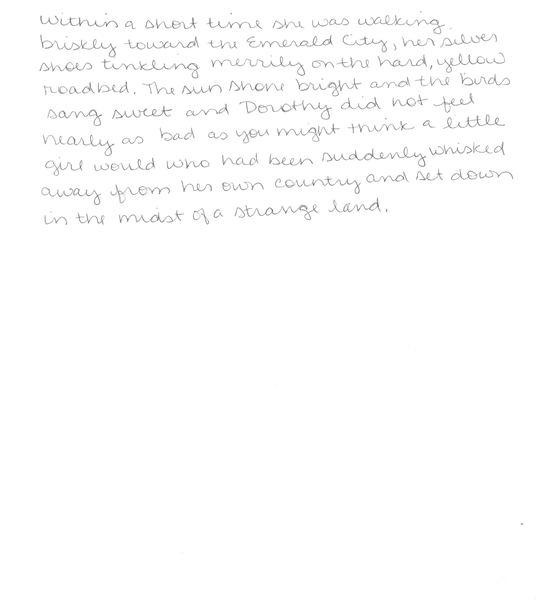 Within a short time she was walking
briskly toward the Emerald City, her silver
shoes tinkling merrily on the hard, yellow
roadbed. The sun shone bright and the birds
sang sweet and Dorothy did not feel
nearly as bad as you might think a little
girl would who had been suddenly whisked
away from her own country and set down
in the midst of a strange land.